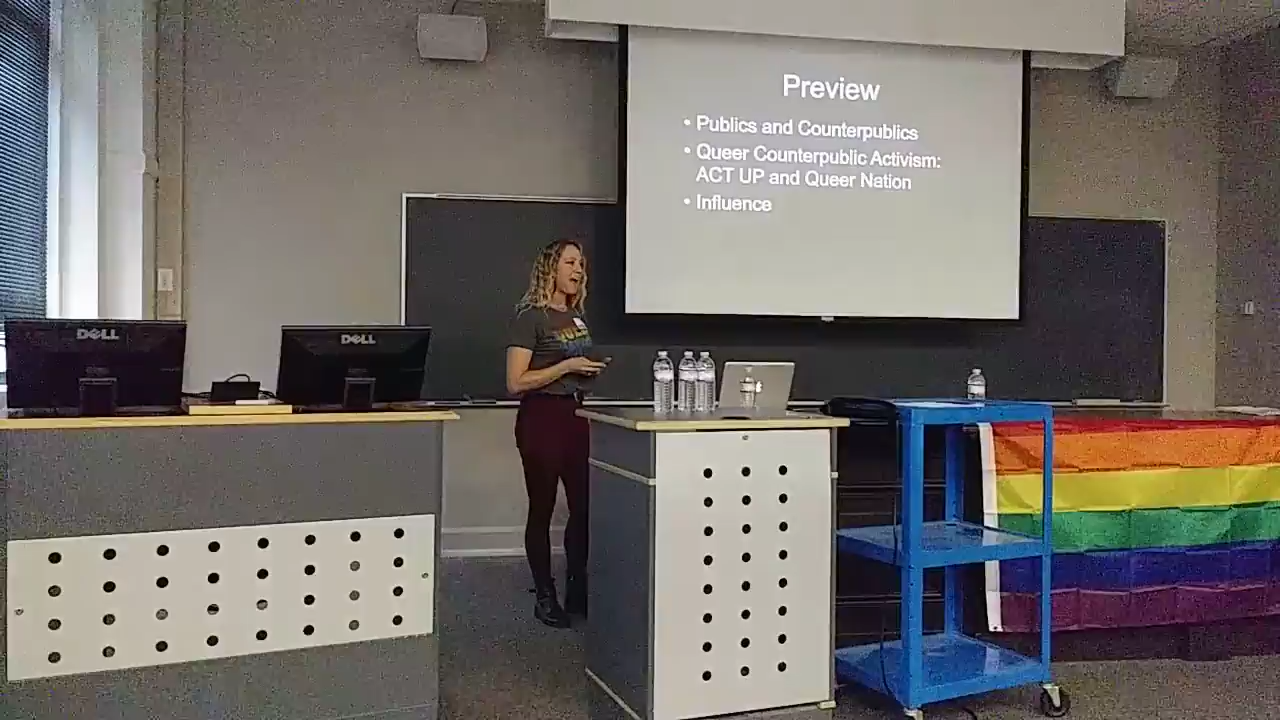 Preview
• Publics and Counterpublics
• Queer Counterpublic Activism:
ACT UP and Queer Nation
• Influence
DELL
DELL